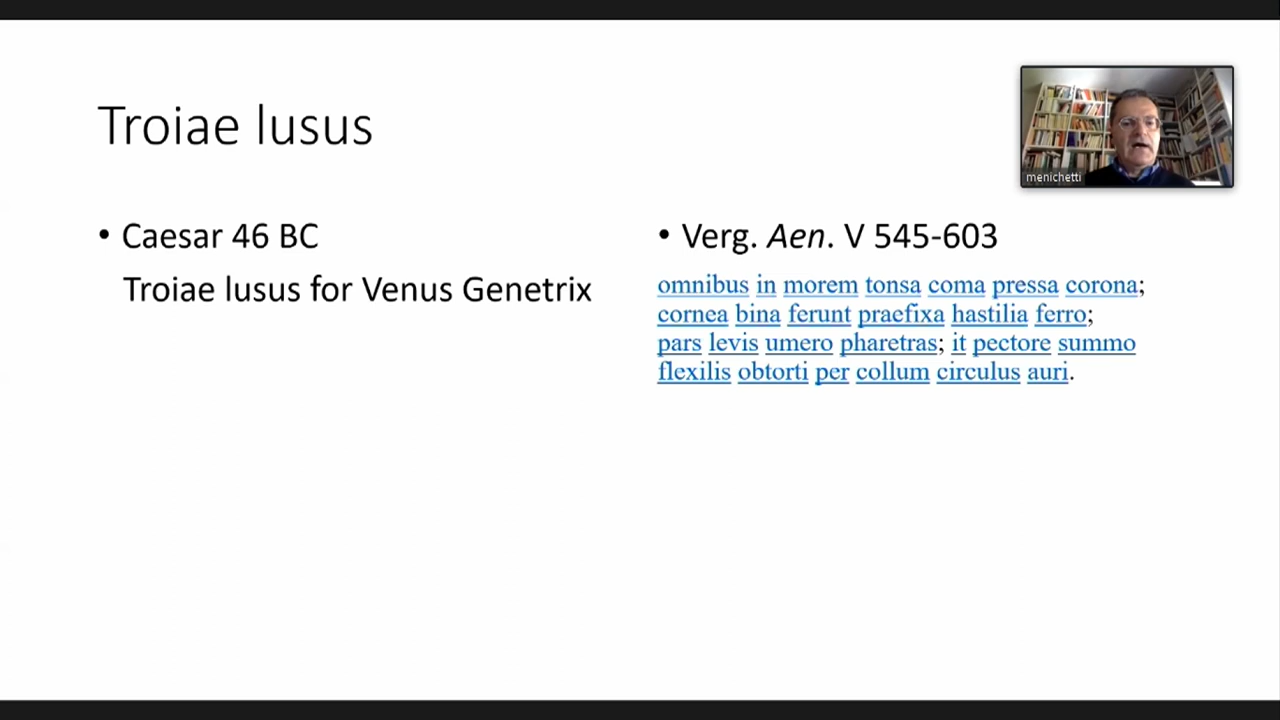 Troiae lusus
menichetti
• Caesar 46 BC
Troiae lusus for Venus Genetrix
• Verg. Aen. V 545-603
omnibus in morem tonsa coma pressa corona;
cornea bina ferunt praefixa hastilia ferro;
pars levis umero pharetras; it pectore summo
flexilis obtorti per collum circulus auri.